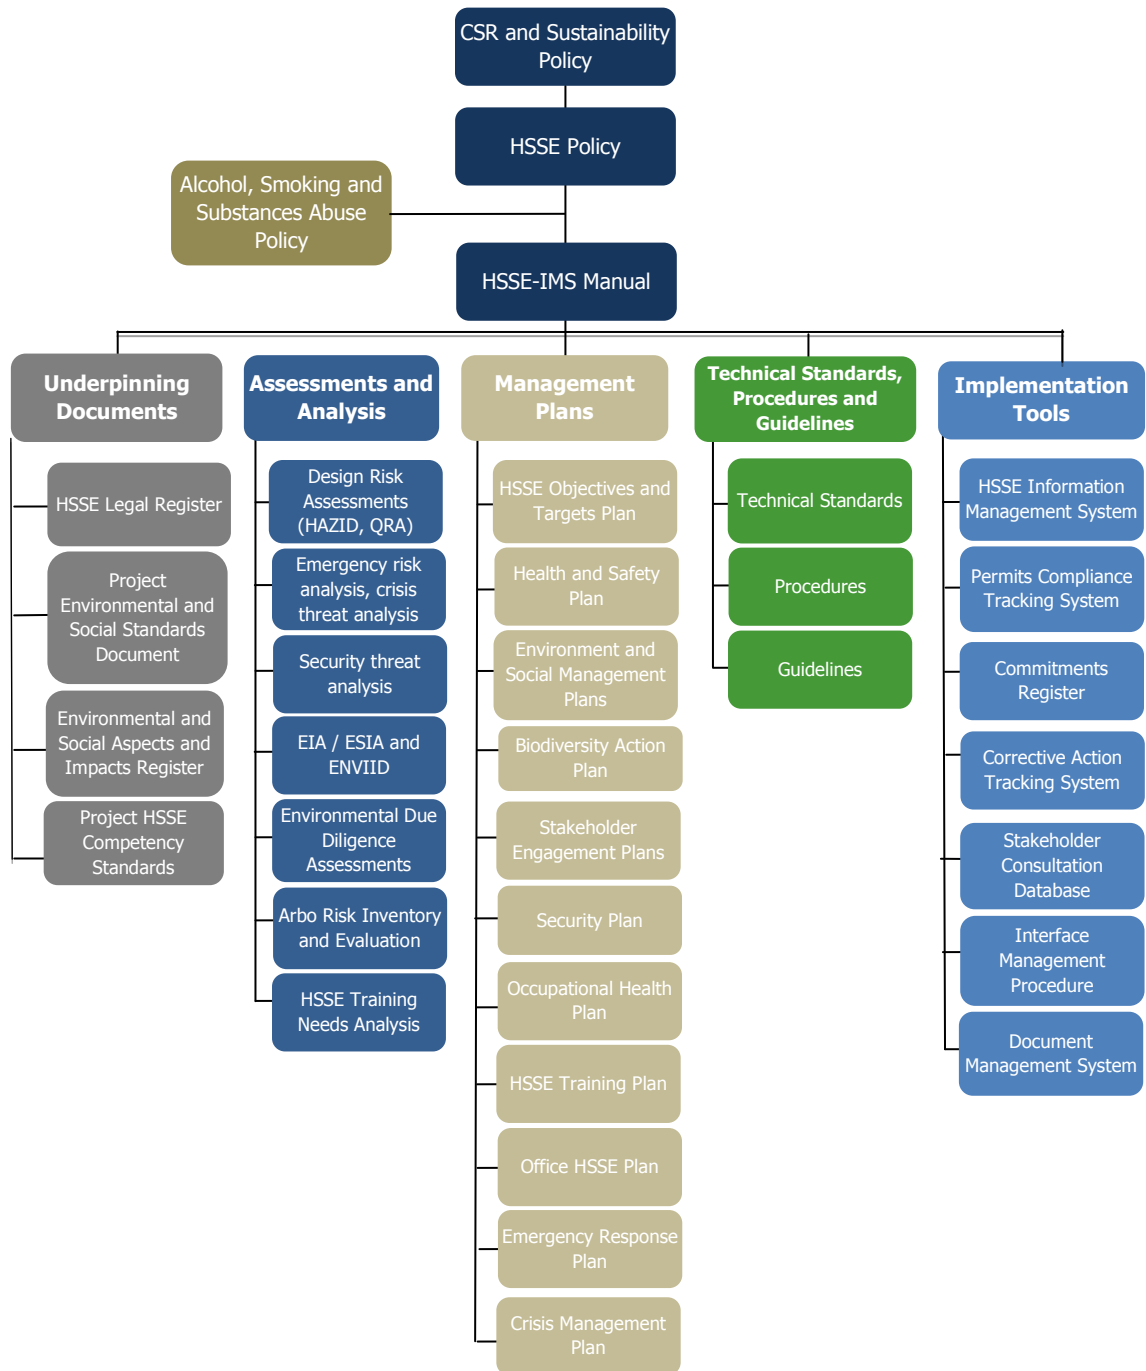 CSR and Sustainability
Policy
HSSE Policy
Alcohol, Smoking and
Substances Abuse
Policy
HSSE-IMS Manual
Underpinning
Documents
HSSE Legal Register
Project
Environmental and
Social Standards
Document
Environmental and
Social Aspects and
Impacts Register
Project HSSE
Competency
Standards
Assessments and
Analysis
Design Risk
Assessments
(HAZID, QRA)
Emergency risk
analysis, crisis
threat analysis
Security threat
analysis
EIA / ESIA and
ENVIID
Environmental Due
Diligence
Assessments
Arbo Risk Inventory
and Evaluation
HSSE Training
Needs Analysis
Management
Plans
HSSE Objectives and
Targets Plan
Health and Safety
Plan
Environment and
Social Management
Plans
Biodiversity Action
Plan
Stakeholder
Engagement Plans
Security Plan
Occupational Health
Plan
HSSE Training Plan
Office HSSE Plan
Emergency Response
Plan
Crisis Management
Plan
Technical Standards,
Procedures and
Guidelines
Technical Standards
Procedures
Guidelines
Implementation
Tools
HSSE Information
Management System
Permits Compliance
Tracking System
Commitments
Register
Corrective Action
Tracking System
Stakeholder
Consultation
Database
Interface
Management
Procedure
Document
Management System